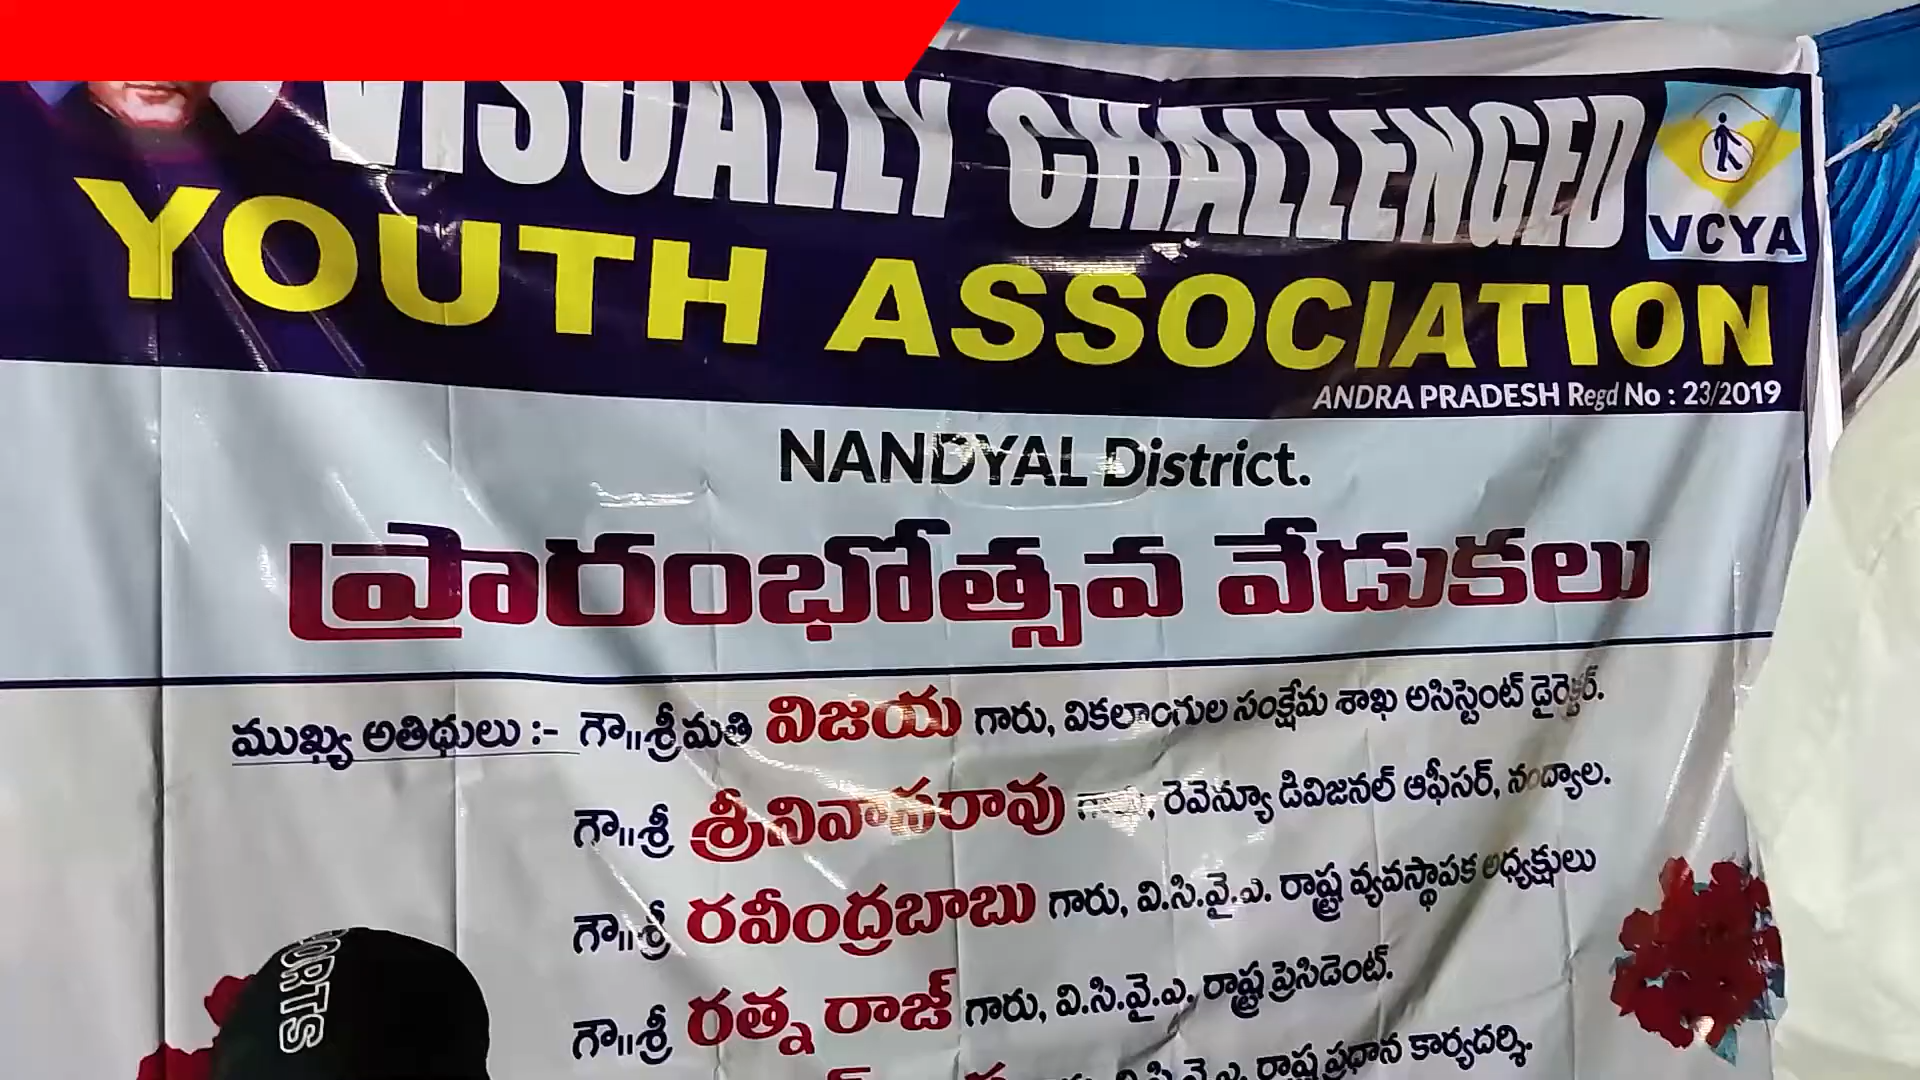 VISUALLY CHALLENGED
VCYA
YOUTH ASSOCIATION
ANDRA PRADESH Regd No : 23/2019
NANDYAL District.
ప్రారంభోత్సవ వేడుకలు
ముఖ్య అతిథులు :- గౌ||శ్రీమతి విజయ గారు, వికలాంగుల సంక్షేమ శాఖ అసిస్టెంట్ డైరెక్టర్.
గౌ||శ్రీ శ్రీనివాసరావు గారు, రెవెన్యూ డివిజనల్ ఆఫీసర్, నంద్యాల.
గౌ||శ్రీ రవీంద్రబాబు గారు, వి.సి.వై.ఎ. రాష్ట్ర వ్యవస్థాపక అధ్యక్షులు
గౌ||శ్రీ రత్న రాజ్ గారు, వి.సి.వై.ఎ. రాష్ట్ర ప్రెసిడెంట్.
వి.సి.వై.ఎ. రాష్ట్ర ప్రధాన కార్యదర్శి.